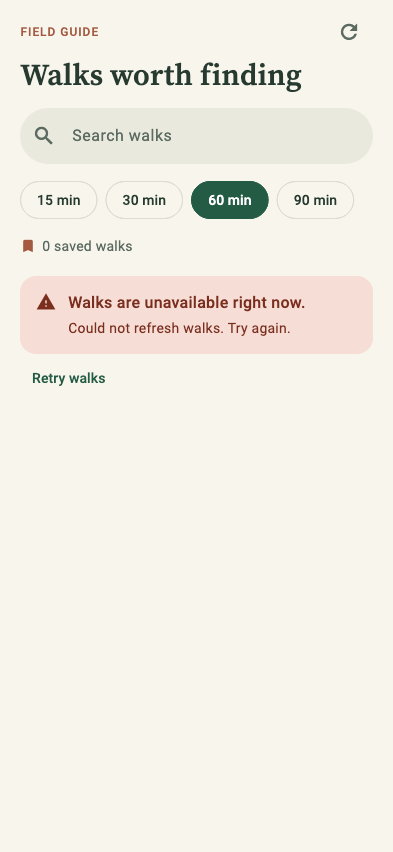 FIELD GUIDE
Walks worth finding
Search walks
15 min
30 min
60 min
90 min
0 saved walks
Walks are unavailable right now.
Could not refresh walks. Try again.
Retry walks